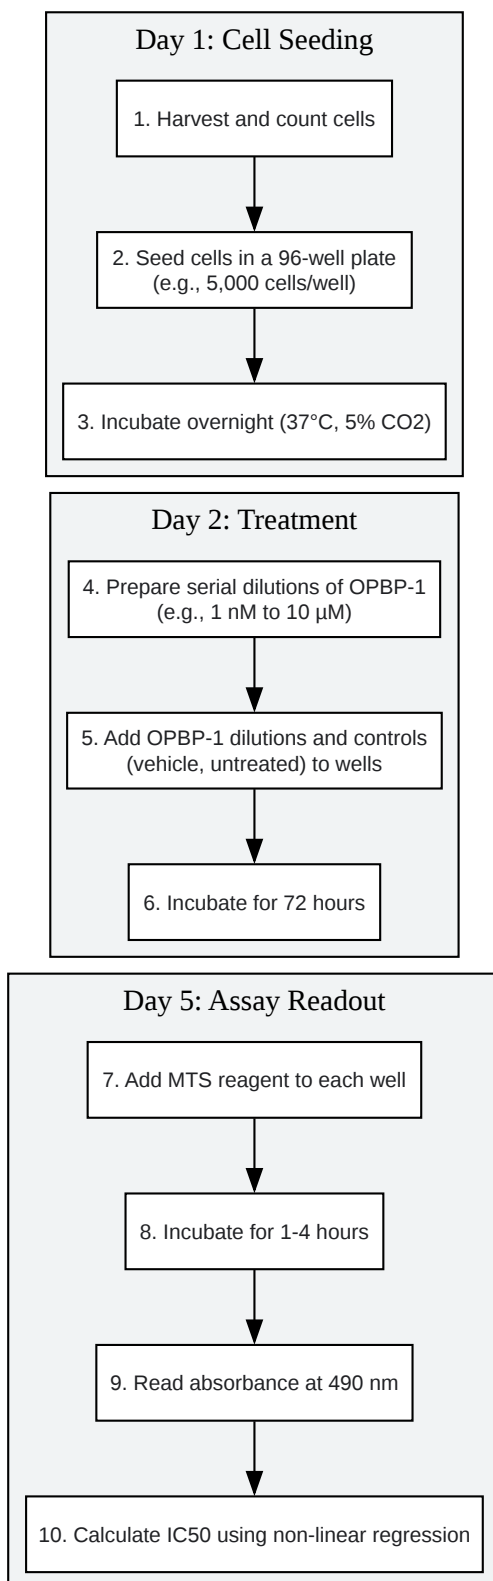 Day 1: Cell Seeding
1. Harvest and count cells
2. Seed cells in a 96-well plate
(e.g., 5,000 cells/well)
3. Incubate overnight (37°C, 5% CO2)
Day 2: Treatment
4. Prepare serial dilutions of OPBP-1
(e.g., 1 nM to 10 µM)
5. Add OPBP-1 dilutions and controls
(vehicle, untreated) to wells
6. Incubate for 72 hours
Day 5: Assay Readout
7. Add MTS reagent to each well
8. Incubate for 1-4 hours
9. Read absorbance at 490 nm
10. Calculate IC50 using non-linear regression